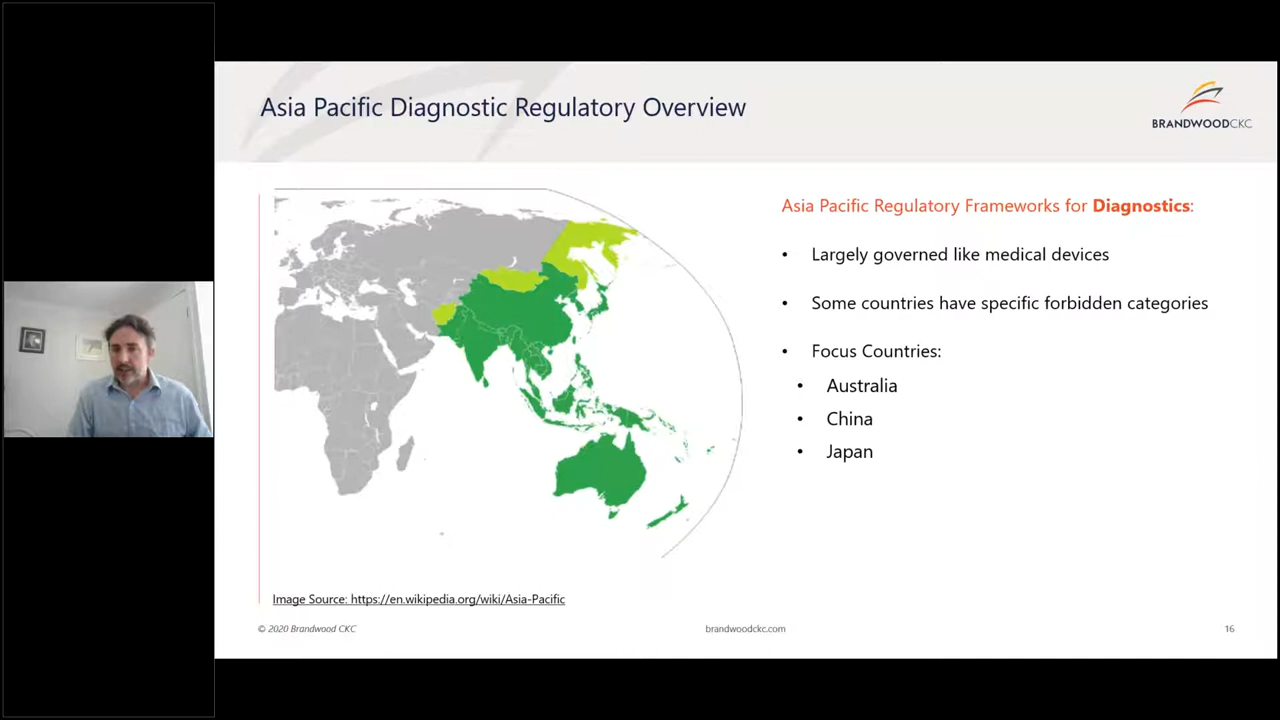 Asia Pacific Diagnostic Regulatory Overview
BRANDWOODCKC
Asia Pacific Regulatory Frameworks for Diagnostics:
• Largely governed like medical devices
• Some countries have specific forbidden categories
• Focus Countries:
• Australia
• China
• Japan
Image Source: https://en.wikipedia.org/wiki/Asia-Pacific
© 2020 Brandwood CKC
brandwoodckc.com
16